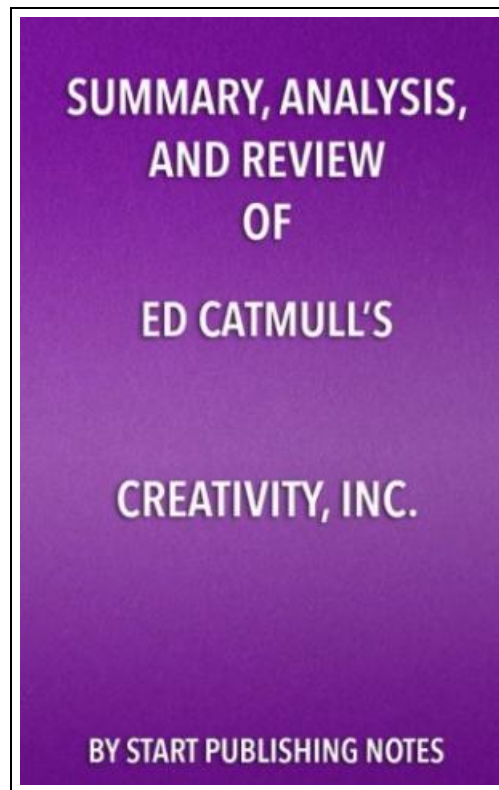 SUMMARY, ANALYSIS,
AND REVIEW
OF
ED CATMULL'S
CREATIVITY, INC.
BY START PUBLISHING NOTES